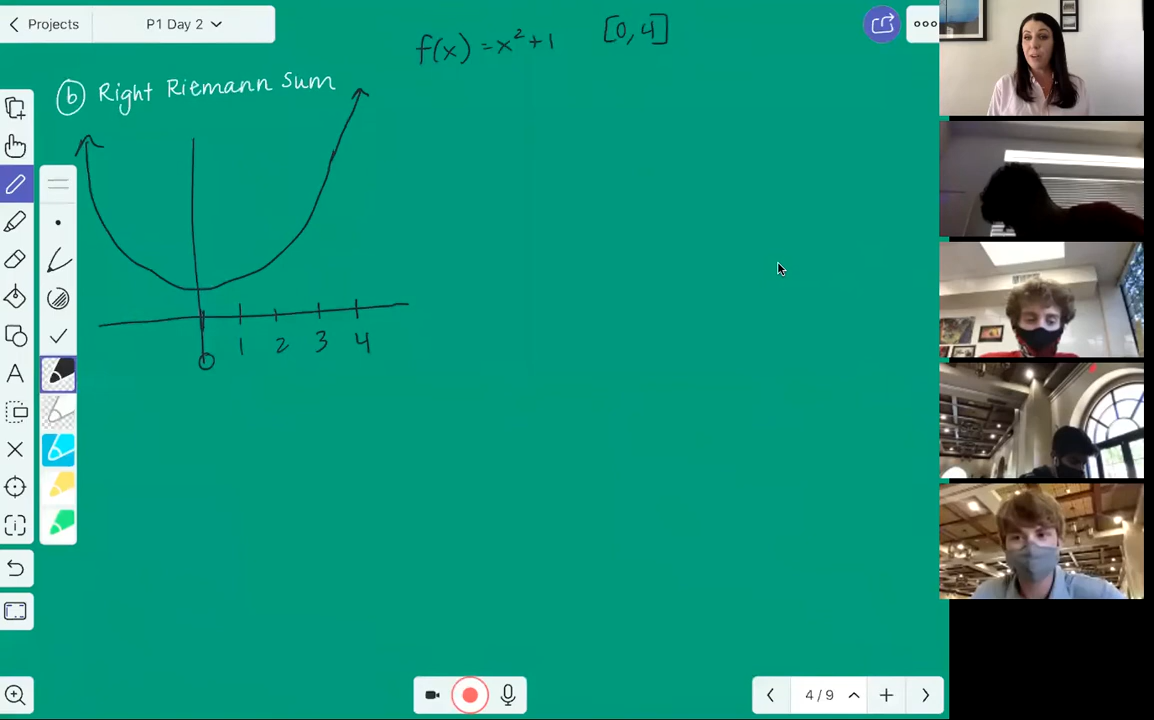 Projects
P1 Day 2
f(x) = x² + 1 [0, 4]
ⓑ Right Riemann Sum
0 1 2 3 4
A
4 / 9